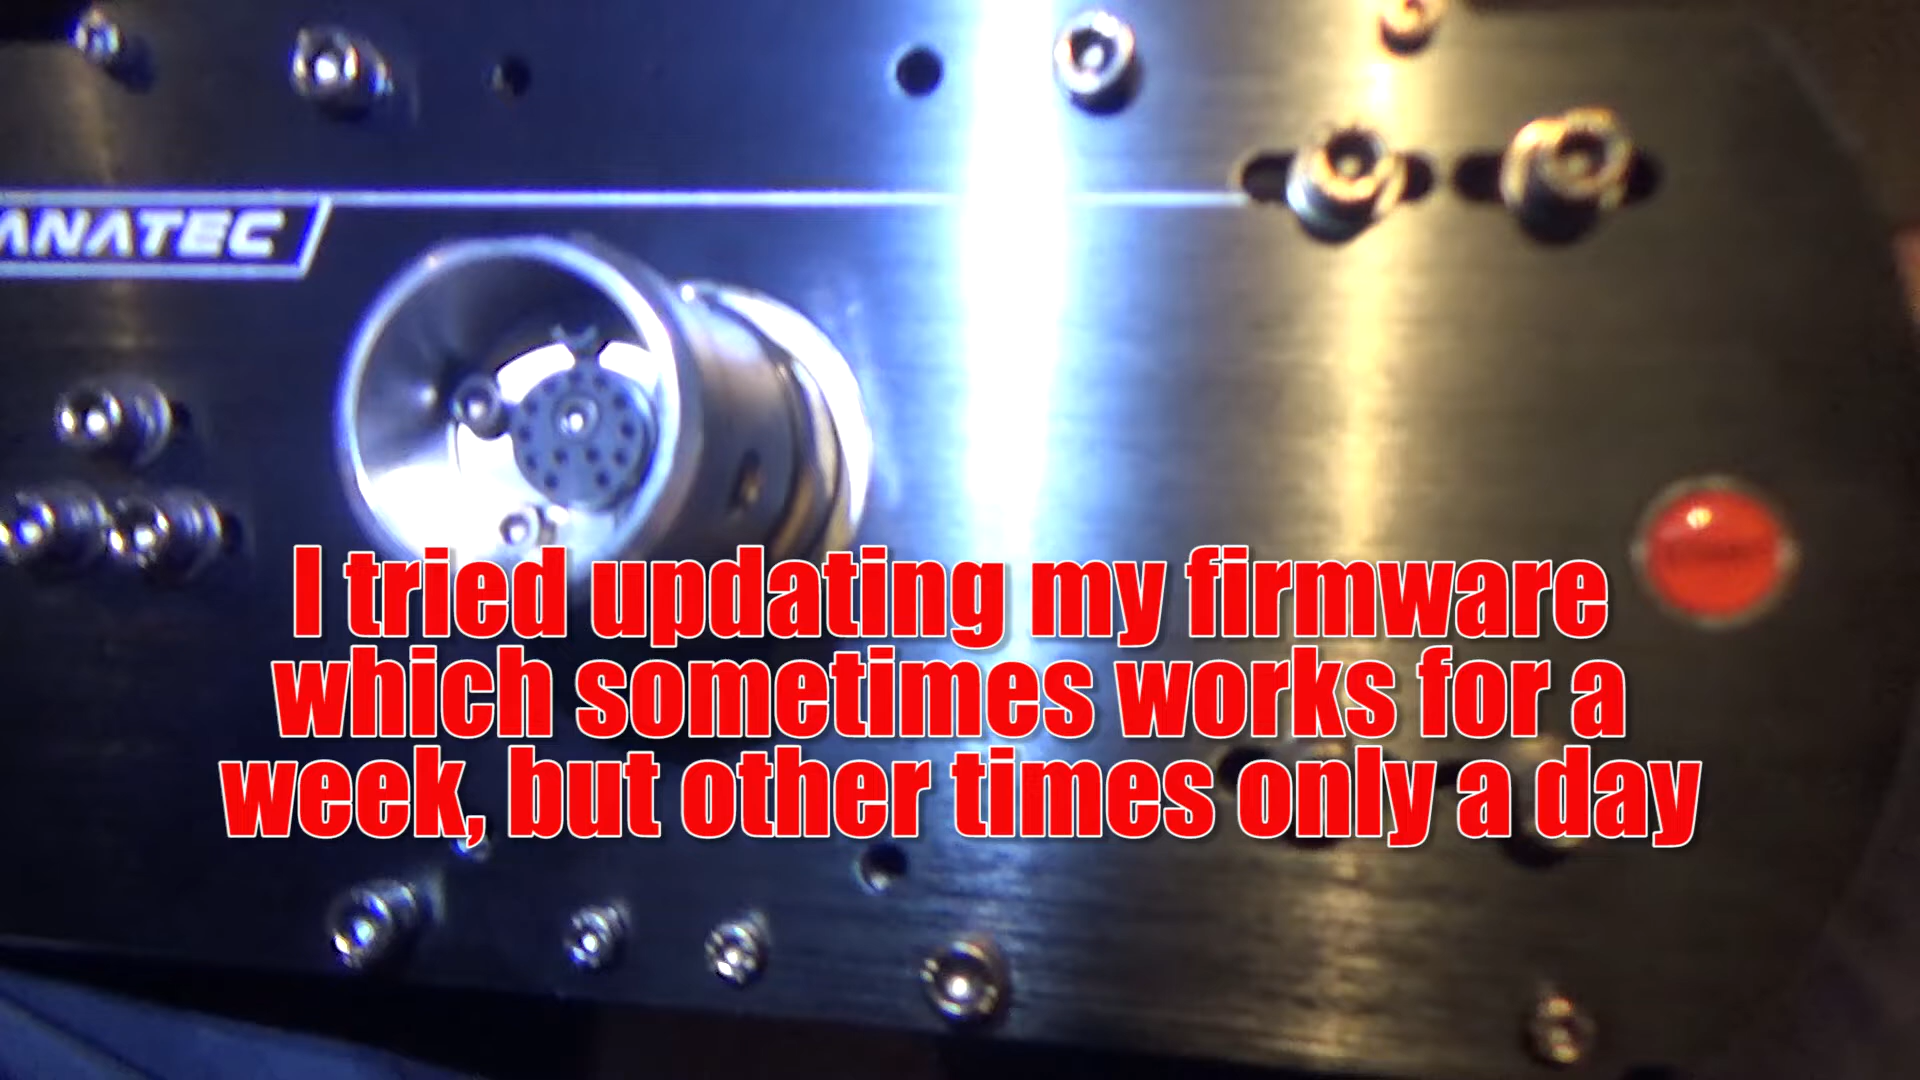 ANATEC
I tried updating my firmware
which sometimes works for a
week, but other times only a day